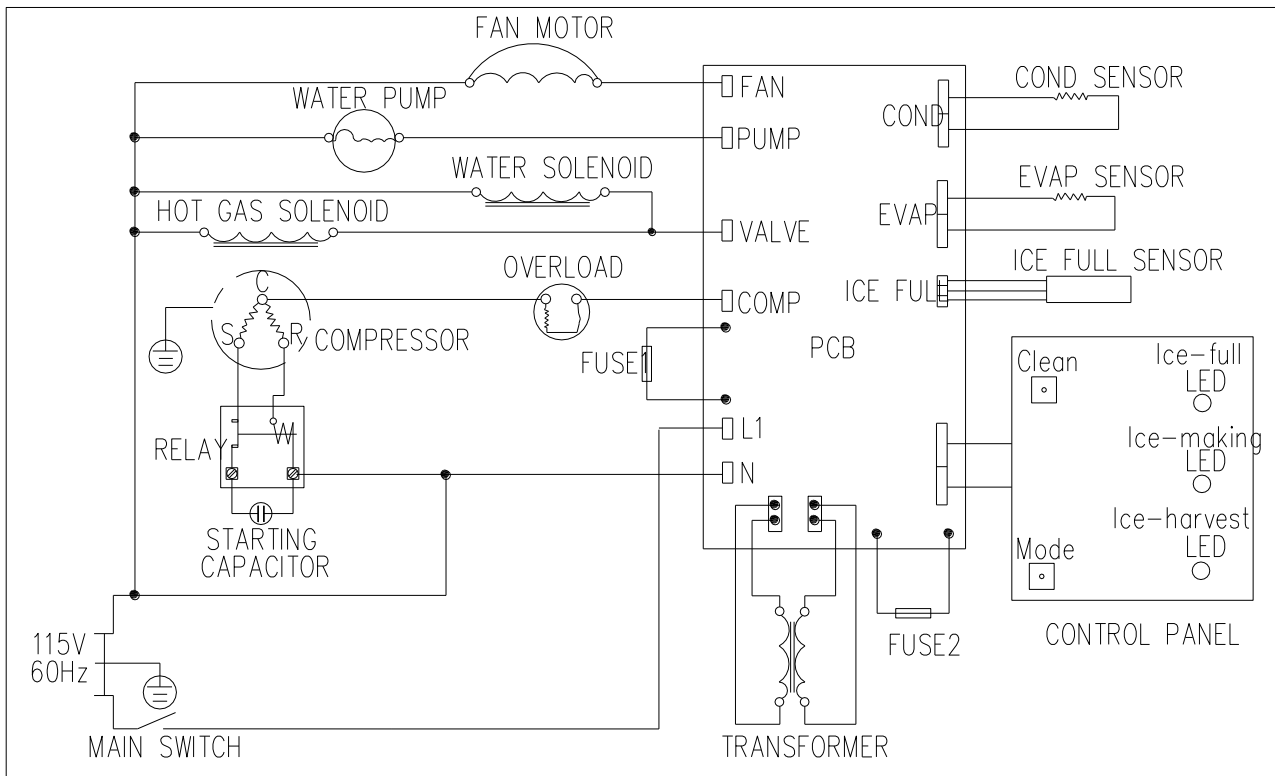 FAN MOTOR
FAN
COND SENSOR
WATER PUMP
COND
PUMP
WATER SOLENOID
EVAP SENSOR
HOT GAS SOLENOID
EVAP
VALVE
OVERLOAD
ICE FULL SENSOR
C
COMP
ICE FUL
S
R
COMPRESSOR
PCB
FUSE1
Clean
Ice-full
LED
L1
RELAY
W
Ice-making
LED
N
STARTING
CAPACITOR
Ice-harvest
LED
Mode
115V
60Hz
FUSE2
CONTROL PANEL
MAIN SWITCH
TRANSFORMER